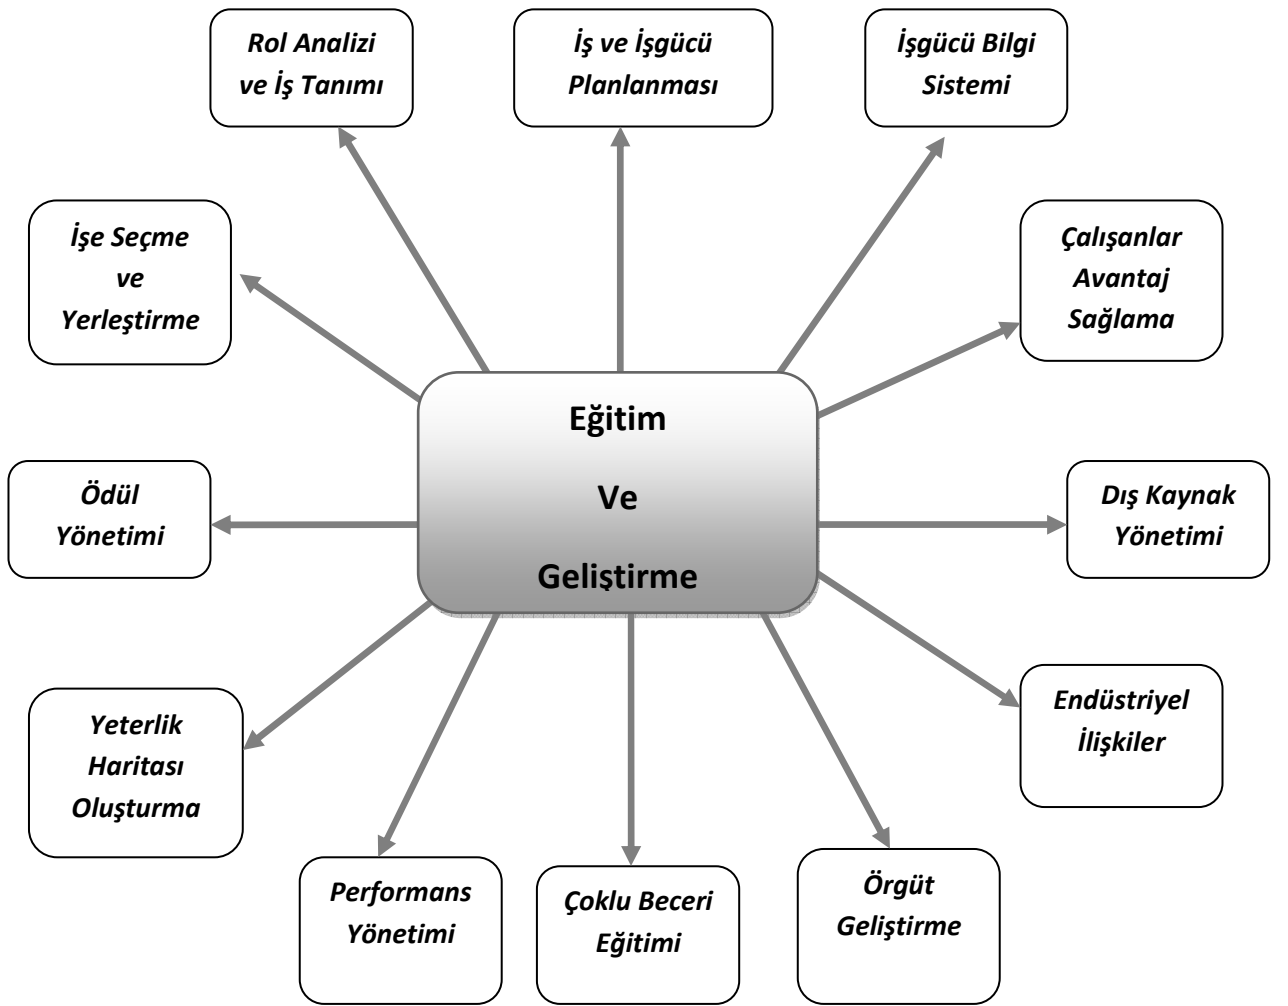 Rol Analizi
ve İş Tanımı
İş ve İşgücü
Planlanması
İşgücü Bilgi
Sistemi
İşe Seçme
ve
Yerleştirme
Çalışanlar
Avantaj
Sağlama
Eğitim
Ve
Geliştirme
Ödül
Yönetimi
Dış Kaynak
Yönetimi
Yeterlik
Haritası
Oluşturma
Endüstriyel
İlişkiler
Performans
Yönetimi
Çoklu Beceri
Eğitimi
Örgüt
Geliştirme